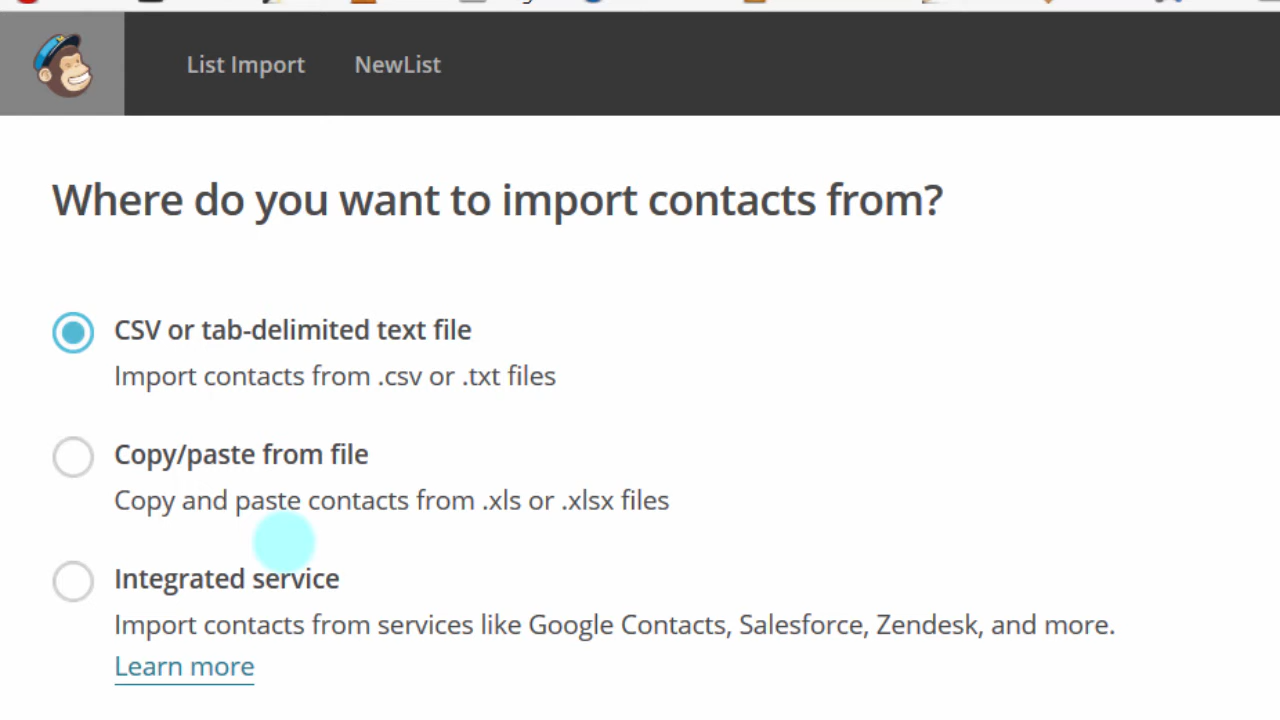 List Import NewList
Where do you want to import contacts from?
CSV or tab-delimited text file
Import contacts from .csv or .txt files
Copy/paste from file
Copy and paste contacts from .xls or .xlsx files
Integrated service
Import contacts from services like Google Contacts, Salesforce, Zendesk, and more.
Learn more